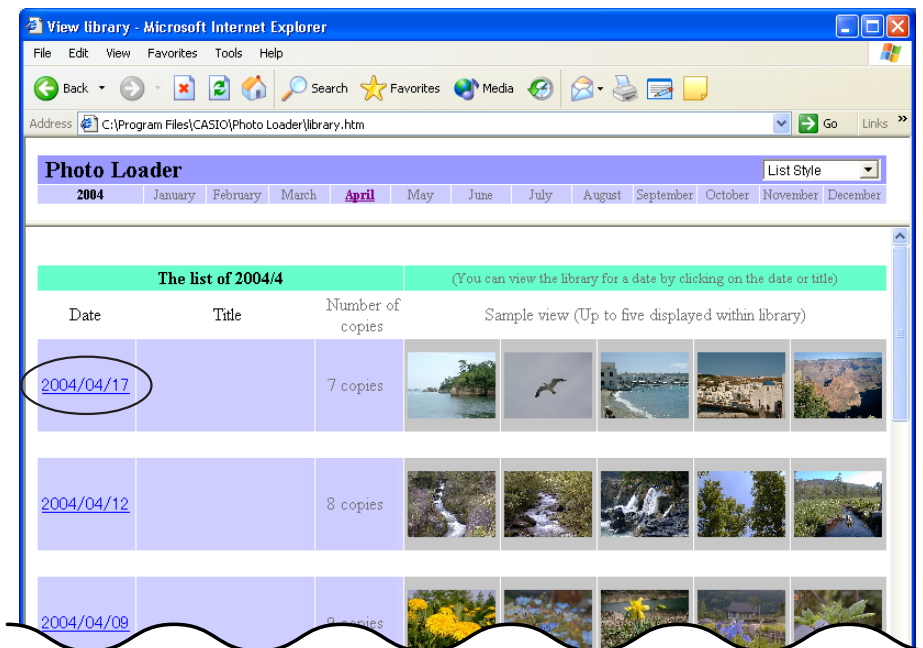 View library - Microsoft Internet Explorer
File Edit View Favorites Tools Help
Back Search Favorites Media
Address C:\Program Files\CASIO\Photo Loader\library.htm Go Links »
Photo Loader List Style
2004 January February March April May June July August September October November December
The list of 2004/4 (You can view the library for a date by clicking on the date or title)
Date Title Number of copies Sample view (Up to five displayed within library)
2004/04/17 7 copies
2004/04/12 8 copies
2004/04/09 9 copies